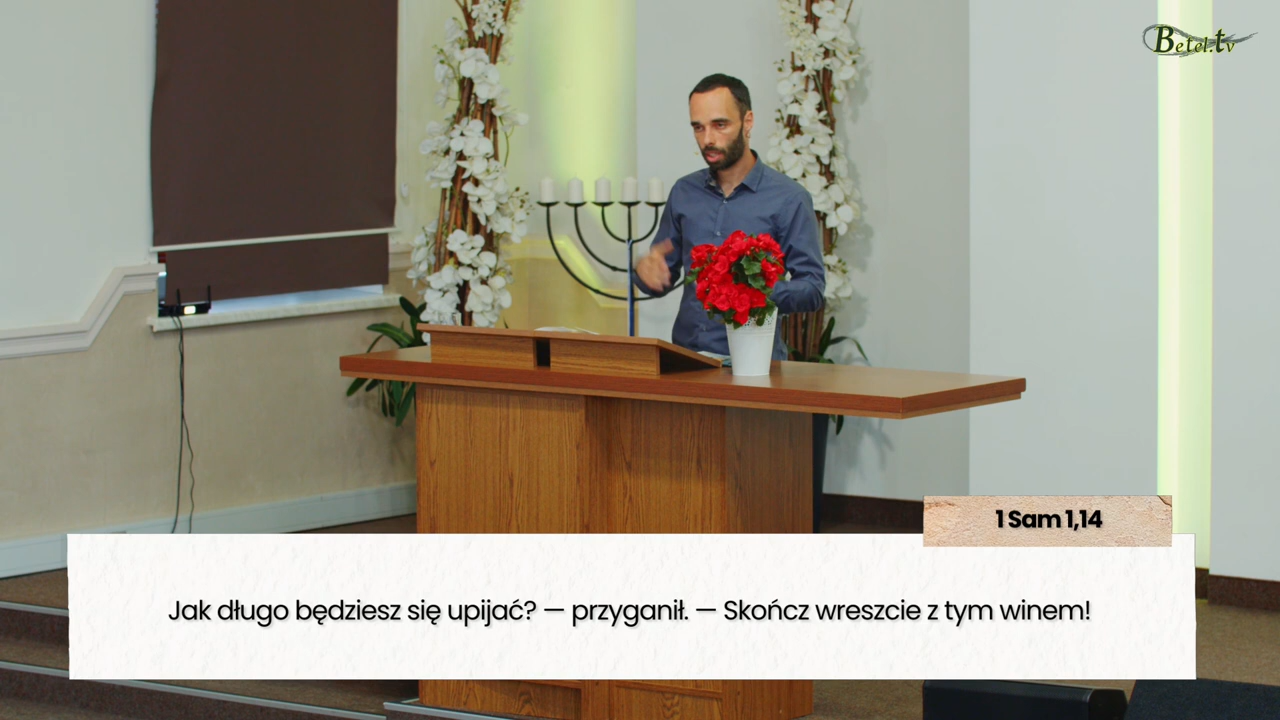 Betel.tv
1 Sam 1,14
Jak długo będziesz się upijać? — przyganił. — Skończ wreszcie z tym winem!